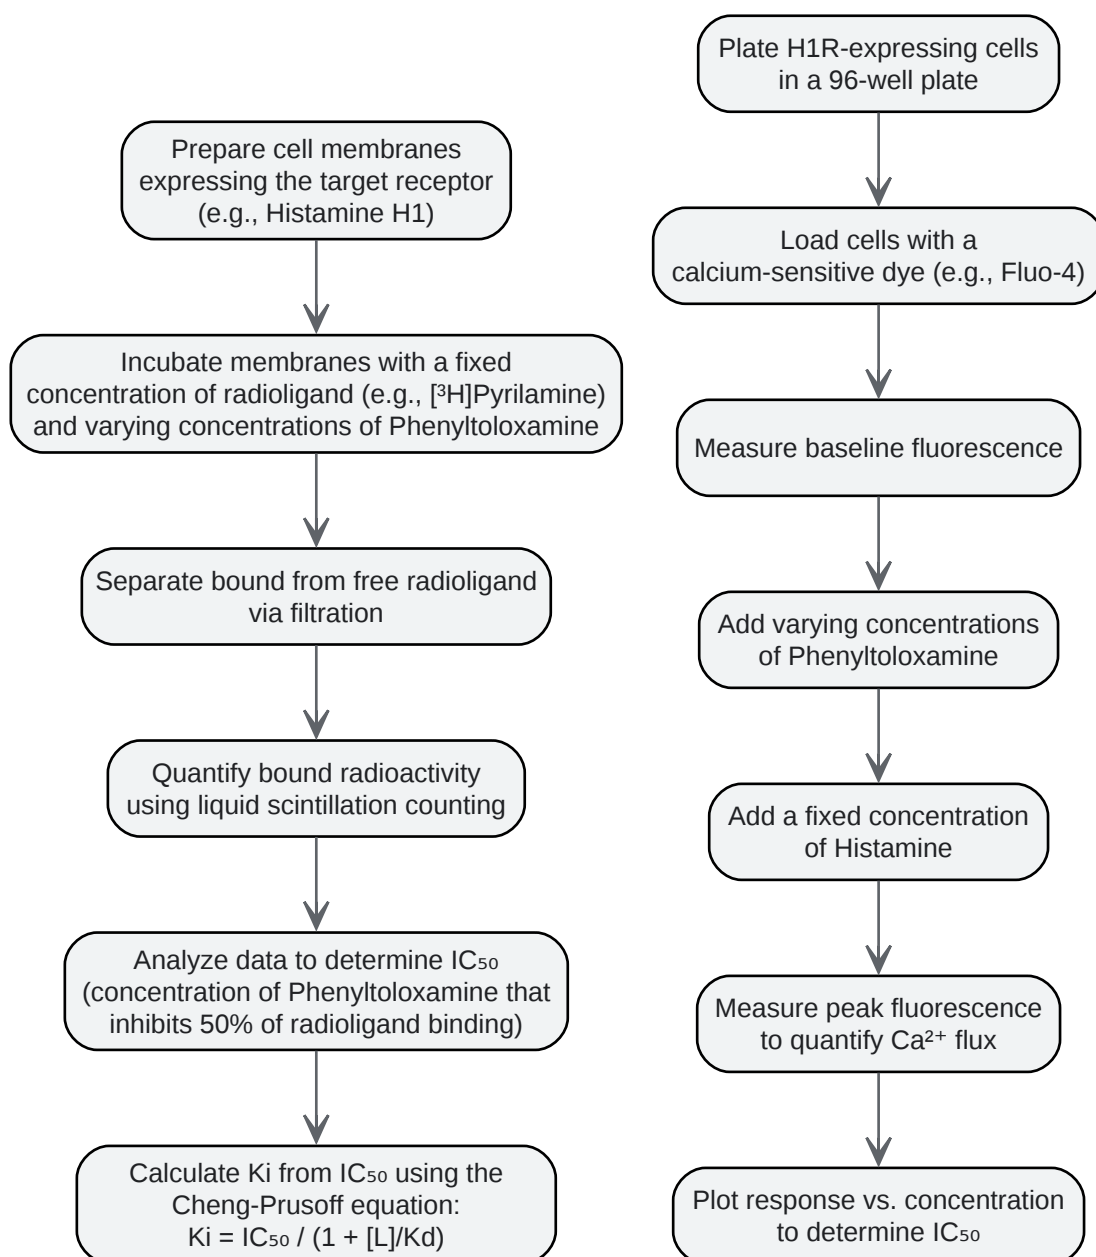 Prepare cell membranes
expressing the target receptor
(e.g., Histamine H1)
Incubate membranes with a fixed
concentration of radioligand (e.g., [³H]Pyrilamine)
and varying concentrations of Phenyltoloxamine
Separate bound from free radioligand
via filtration
Quantify bound radioactivity
using liquid scintillation counting
Analyze data to determine IC₅₀
(concentration of Phenyltoloxamine that
inhibits 50% of radioligand binding)
Calculate Ki from IC₅₀ using the
Cheng-Prusoff equation:
Ki = IC₅₀ / (1 + [L]/Kd)
Plate H1R-expressing cells
in a 96-well plate
Load cells with a
calcium-sensitive dye (e.g., Fluo-4)
Measure baseline fluorescence
Add varying concentrations
of Phenyltoloxamine
Add a fixed concentration
of Histamine
Measure peak fluorescence
to quantify Ca²⁺ flux
Plot response vs. concentration
to determine IC₅₀